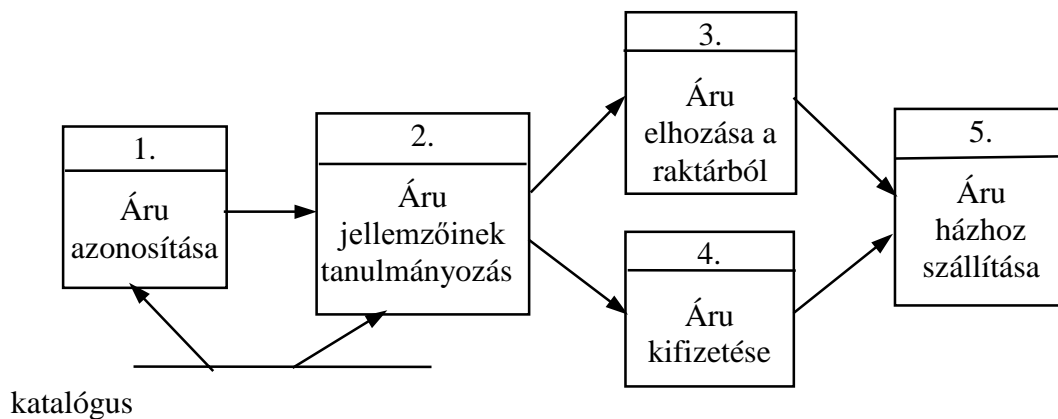 1.
Áru
azonosítása
2.
Áru
jellemzőinek
tanulmányozás
3.
Áru
elhozása a
raktárból
4.
Áru
kifizetése
5.
Áru
házhoz
szállítása
katalógus